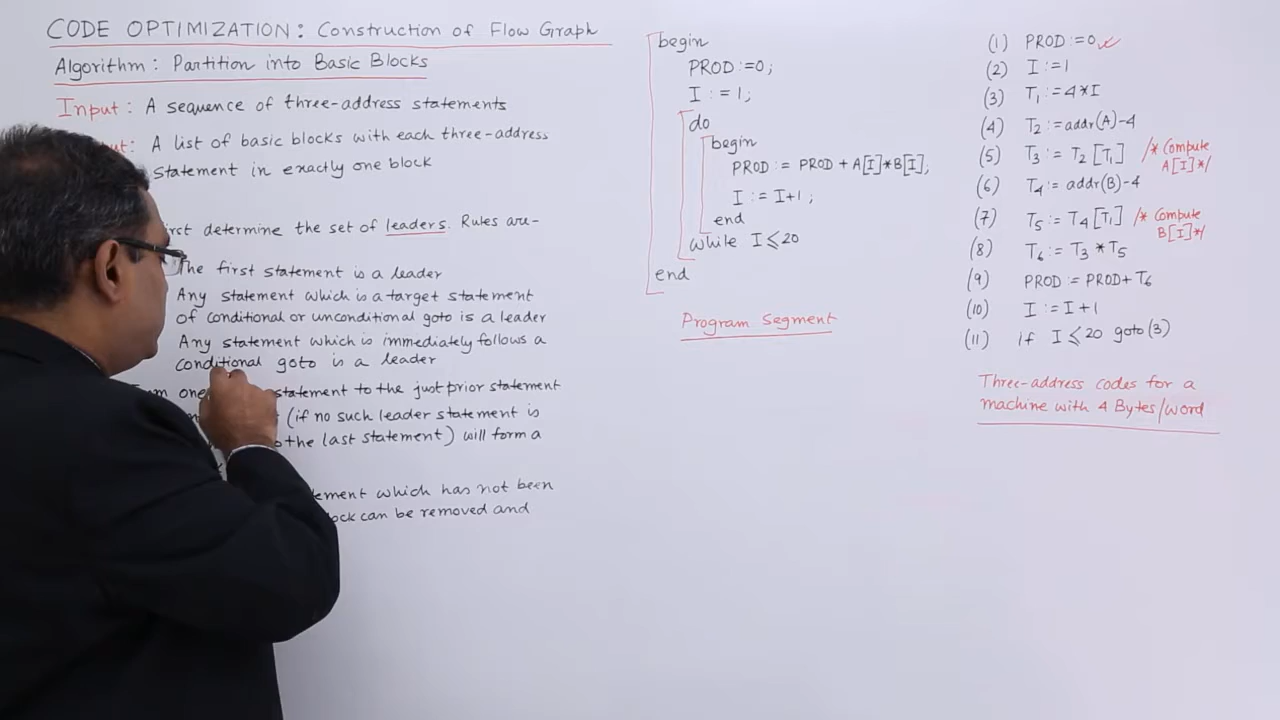 CODE OPTIMIZATION: Construction of Flow Graph
Algorithm: Partition into Basic Blocks
Input: A sequence of three-address statements
A list of basic blocks with each three-address
statement in exactly one block
determine the set of leaders. Rules are-
The first statement is a leader
Any statement which is a target statement
of conditional or unconditional goto is a leader
Any statement which is immediately follows a
conditional goto is a leader
statement to the just prior statement
(if no such leader statement is
the last statement) will form a
which has not been
can be removed and
begin
PROD:=0;
I:=1;
do
begin
PROD:= PROD + A[I]*B[I];
I:= I+1;
end
while I⩽20
end
Program Segment
(1) PROD:=0
(2) I:=1
(3) T₁:=4*I
(4) T₂:=addr(A)-4
(5) T₃:= T₂[T₁] /* Compute
A[I]*/
(6) T₄:= addr(B)-4
(7) T₅:= T₄[T₁] /* Compute
B[I]*/
(8) T₆:= T₃ * T₅
(9) PROD:= PROD+T₆
(10) I:=I+1
(11) if I⩽20 goto(3)
Three-address codes for a
machine with 4 Bytes/word